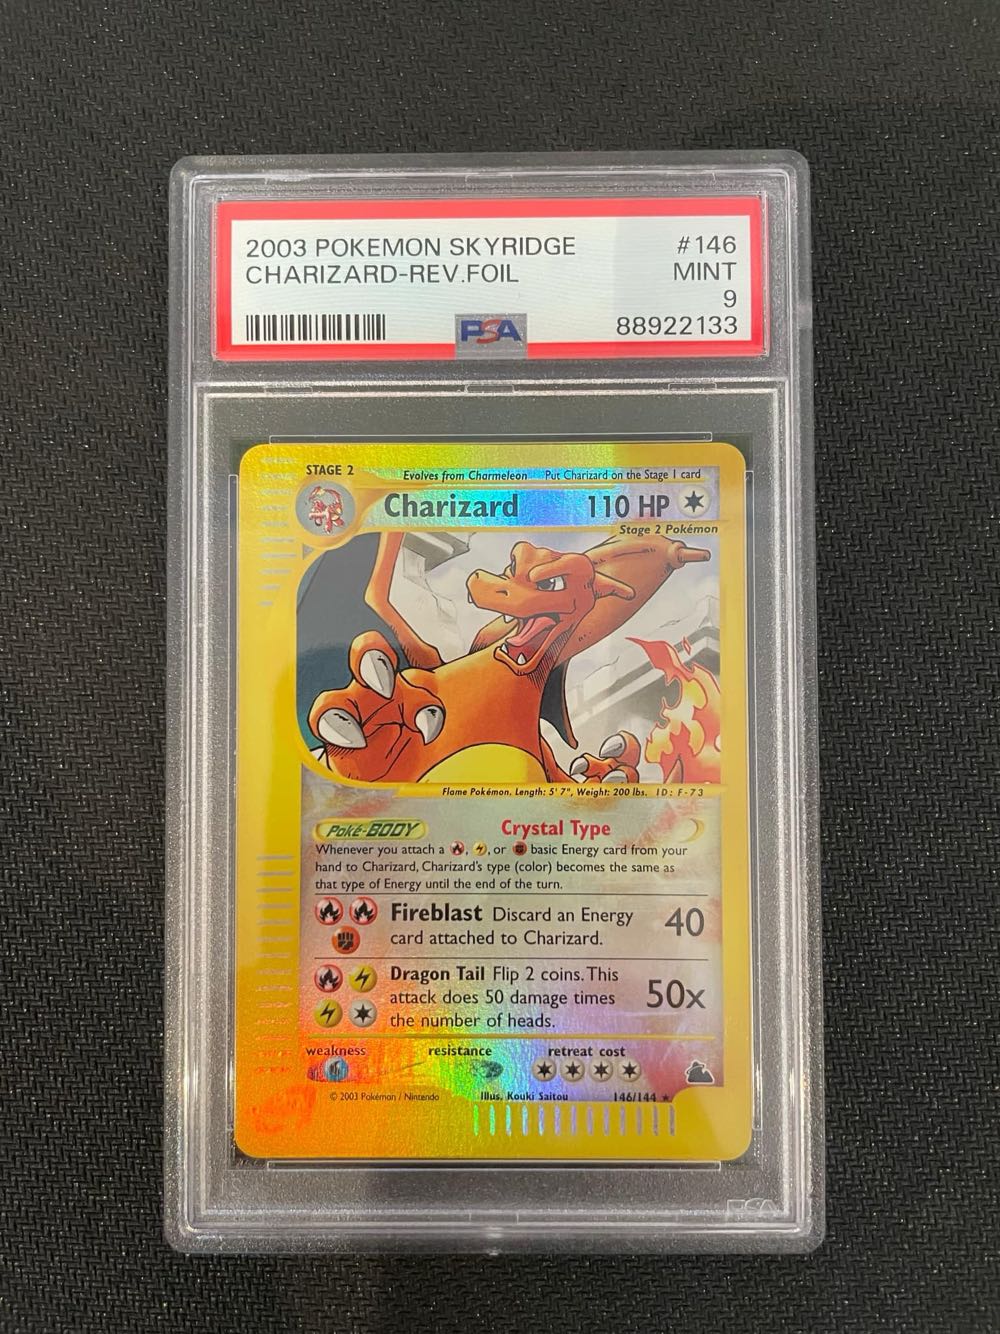 2003 POKEMON SKYRIDGE #146
CHARIZARD-REV.FOIL MINT
9
PSA 88922133
STAGE 2 Evolves from Charmeleon Put Charizard on the Stage 1 card
Charizard 110 HP
Stage 2 Pokémon
Flame Pokémon. Length: 5' 7", Weight: 200 lbs. ID: F-73
Poké-BODY Crystal Type
Whenever you attach a , , or basic Energy card from your
hand to Charizard, Charizard's type (color) becomes the same as
that type of Energy until the end of the turn.
Fireblast Discard an Energy 40
card attached to Charizard.
Dragon Tail Flip 2 coins. This
attack does 50 damage times 50x
the number of heads.
weakness resistance retreat cost
© 2003 Pokémon / Nintendo Illus. Kouki Saitou 146/144 ★
PSA